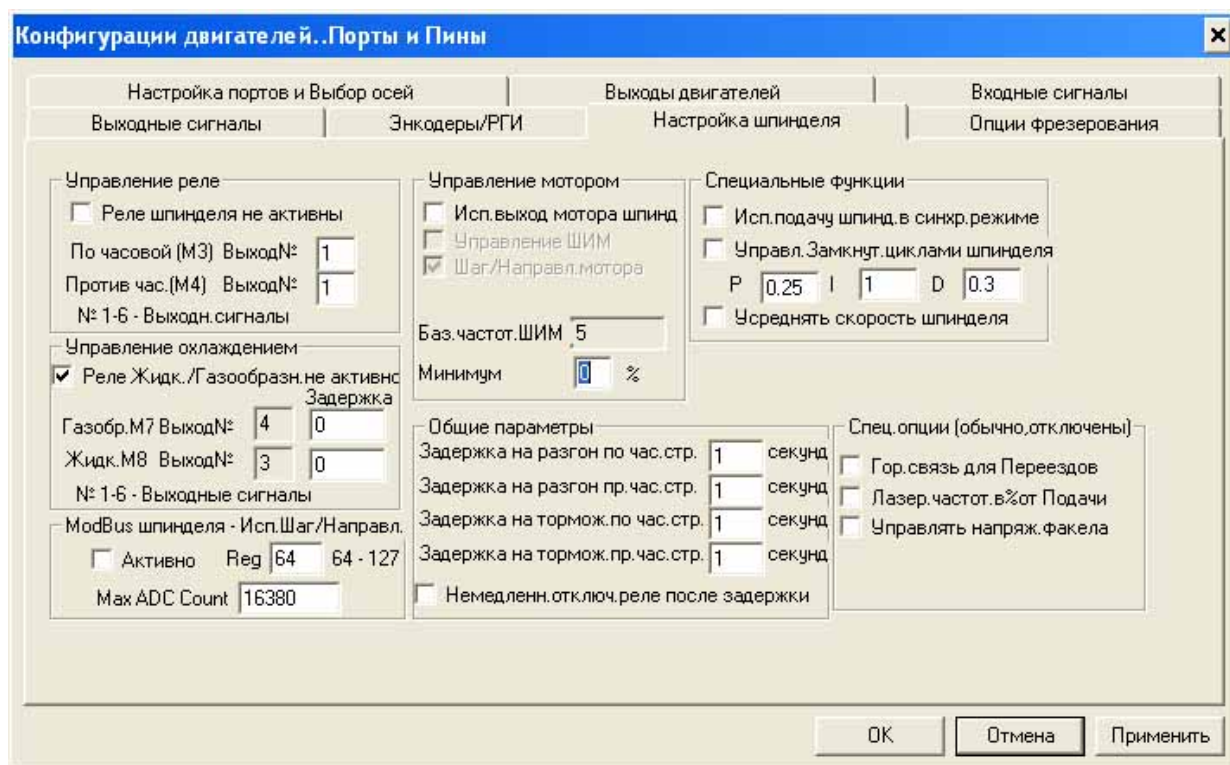 Конфигурации двигателей..Порты и Пины
Настройка портов и Выбор осей
Выходы двигателей
Входные сигналы
Выходные сигналы
Энкодеры/РГИ
Настройка шпинделя
Опции фрезерования
Управление реле
Реле шпинделя не активны
По часовой (М3) Выход№ 1
Против час.(М4) Выход№ 1
№ 1-6 - Выходн.сигналы
Управление охлаждением
Реле Жидк./Газообразн.не активно
Задержка
Газобр.М7 Выход№ 4 0
Жидк.М8 Выход№ 3 0
№ 1-6 - Выходные сигналы
ModBus шпинделя - Исп.Шаг/Направл.
Активно Reg 64 64 - 127
Max ADC Count 16380
Управление мотором
Исп.выход мотора шпинд
Управление ШИМ
Шаг/Направл.мотора
Баз.частот.ШИМ 5
Минимум 0 %
Специальные функции
Исп.подачу шпинд.в синхр.режиме
Управл.Замкнут.циклами шпинделя
P 0.25 I 1 D 0.3
Усреднять скорость шпинделя
Общие параметры
Задержка на разгон по час.стр. 1 секунд
Задержка на разгон пр.час.стр. 1 секунд
Задержка на тормож.по час.стр. 1 секунд
Задержка на тормож.пр.час.стр. 1 секунд
Немедленн.отключ.реле после задержки
Спец.опции (обычно,отключены)
Гор.связь для Переездов
Лазер.частот.в%от Подачи
Управлять напряж.факела
OK
Отмена
Применить